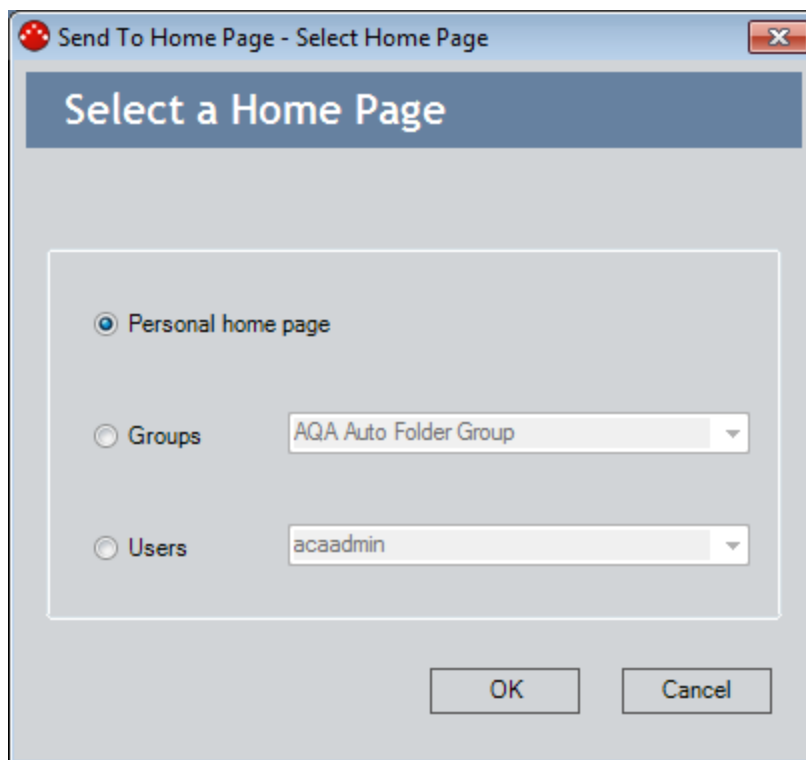 Send To Home Page - Select Home Page
Select a Home Page
Personal home page
Groups AQA Auto Folder Group
Users acaadmin
OK Cancel